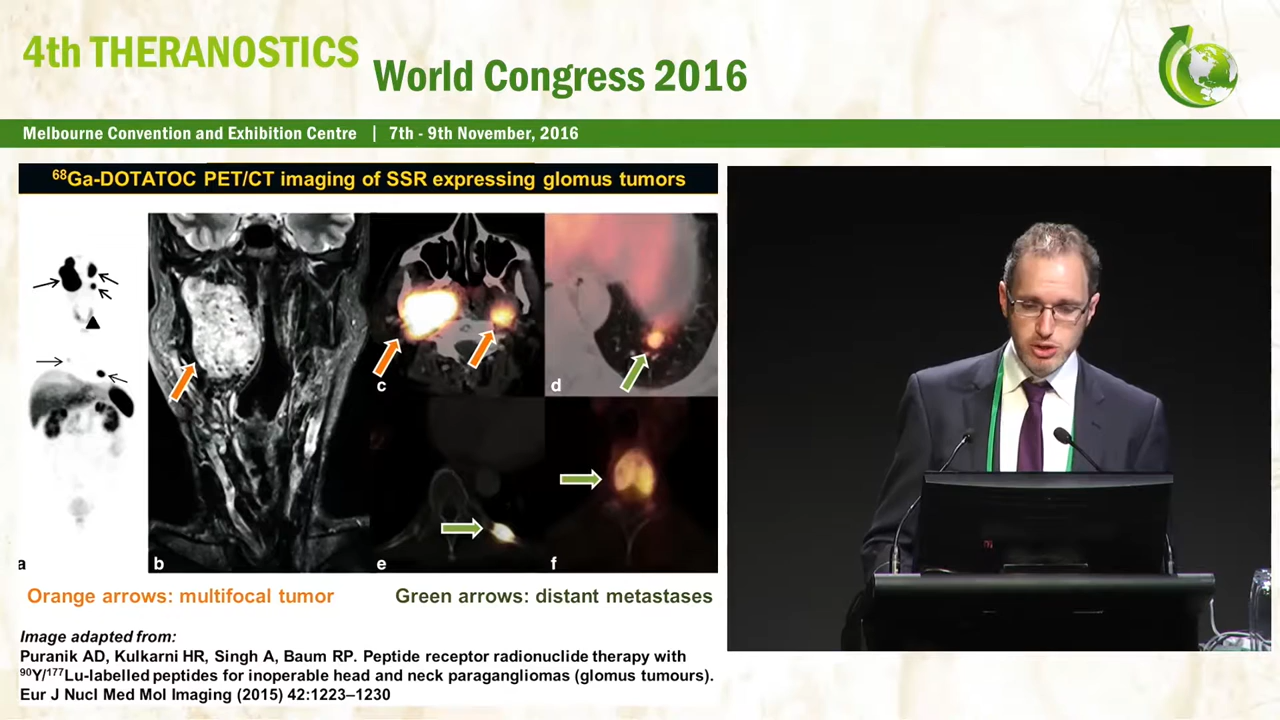 4th THERANOSTICS
World Congress 2016
Melbourne Convention and Exhibition Centre | 7th - 9th November, 2016
⁶⁸Ga-DOTATOC PET/CT imaging of SSR expressing glomus tumors
a
b
c
d
e
f
Orange arrows: multifocal tumor
Green arrows: distant metastases
Image adapted from:
Puranik AD, Kulkarni HR, Singh A, Baum RP. Peptide receptor radionuclide therapy with
⁹⁰Y/¹⁷⁷Lu-labelled peptides for inoperable head and neck paragangliomas (glomus tumours).
Eur J Nucl Med Mol Imaging (2015) 42:1223–1230